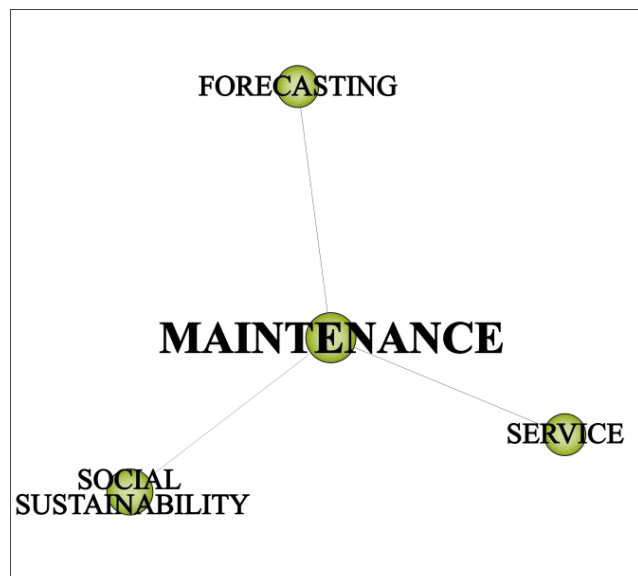 FORECASTING
MAINTENANCE
SERVICE
SOCIAL
SUSTAINABILITY